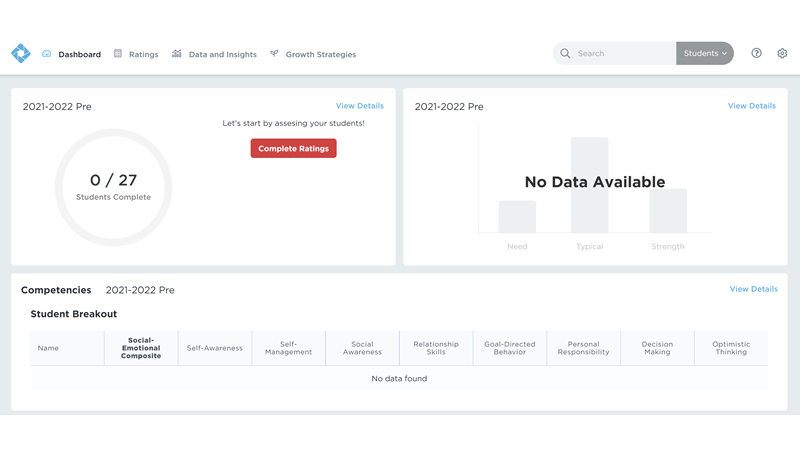 Dashboard
Ratings
Data and Insights
Growth Strategies
Search
Students
2021-2022 Pre
View Details
Let's start by assesing your students!
Complete Ratings
0 / 27
Students Complete
2021-2022 Pre
View Details
No Data Available
Need
Typical
Strength
Competencies
2021-2022 Pre
View Details
Student Breakout
Name
Social-
Emotional
Composite
Self-Awareness
Self-
Management
Social
Awareness
Relationship
Skills
Goal-Directed
Behavior
Personal
Responsibility
Decision
Making
Optimistic
Thinking
No data found